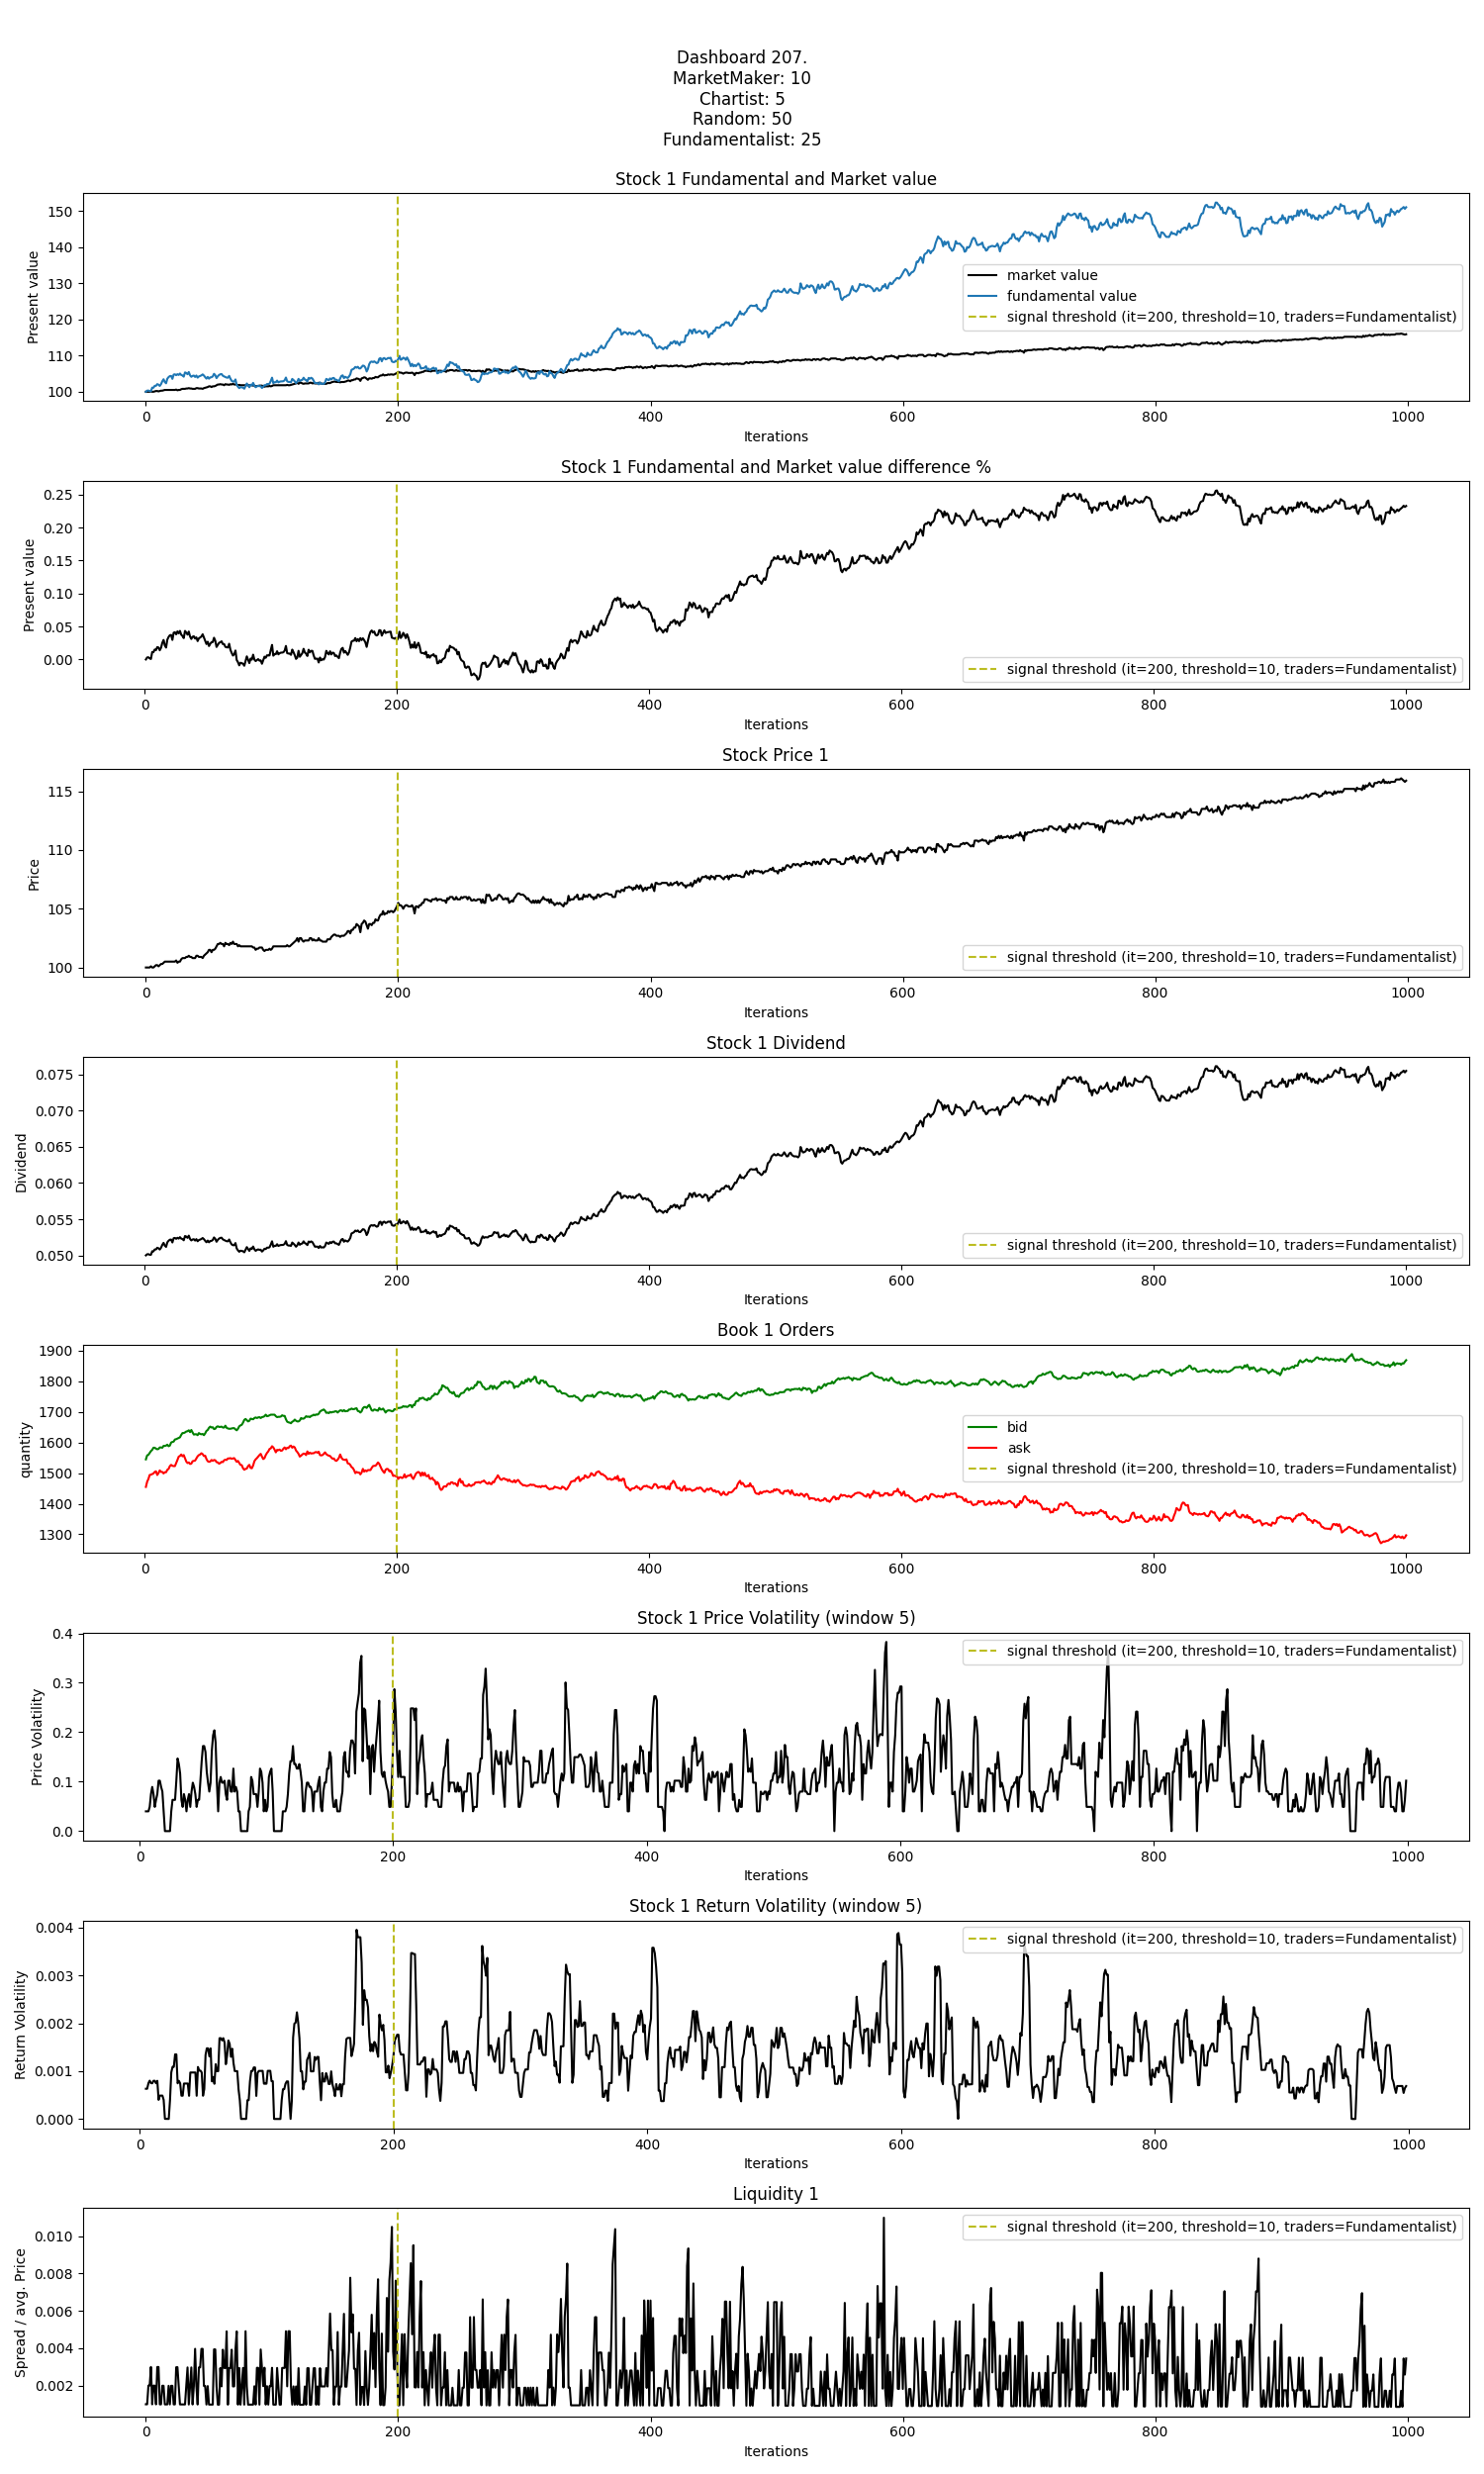 Dashboard 207.
MarketMaker: 10
Chartist: 5
Random: 50
Fundamentalist: 25
Stock 1 Fundamental and Market value
Present value
150
140
130
120
110
100
market value
fundamental value
signal threshold (it=200, threshold=10, traders=Fundamentalist)
0 200 400 600 800 1000
Iterations
Stock 1 Fundamental and Market value difference %
Present value
0.25
0.20
0.15
0.10
0.05
0.00
signal threshold (it=200, threshold=10, traders=Fundamentalist)
0 200 400 600 800 1000
Iterations
Stock Price 1
Price
115
110
105
100
signal threshold (it=200, threshold=10, traders=Fundamentalist)
0 200 400 600 800 1000
Iterations
Stock 1 Dividend
Dividend
0.075
0.070
0.065
0.060
0.055
0.050
signal threshold (it=200, threshold=10, traders=Fundamentalist)
0 200 400 600 800 1000
Iterations
Book 1 Orders
quantity
1900
1800
1700
1600
1500
1400
1300
bid
ask
signal threshold (it=200, threshold=10, traders=Fundamentalist)
0 200 400 600 800 1000
Iterations
Stock 1 Price Volatility (window 5)
Price Volatility
0.4
0.3
0.2
0.1
0.0
signal threshold (it=200, threshold=10, traders=Fundamentalist)
0 200 400 600 800 1000
Iterations
Stock 1 Return Volatility (window 5)
Return Volatility
0.004
0.003
0.002
0.001
0.000
signal threshold (it=200, threshold=10, traders=Fundamentalist)
0 200 400 600 800 1000
Iterations
Liquidity 1
Spread / avg. Price
0.010
0.008
0.006
0.004
0.002
signal threshold (it=200, threshold=10, traders=Fundamentalist)
0 200 400 600 800 1000
Iterations